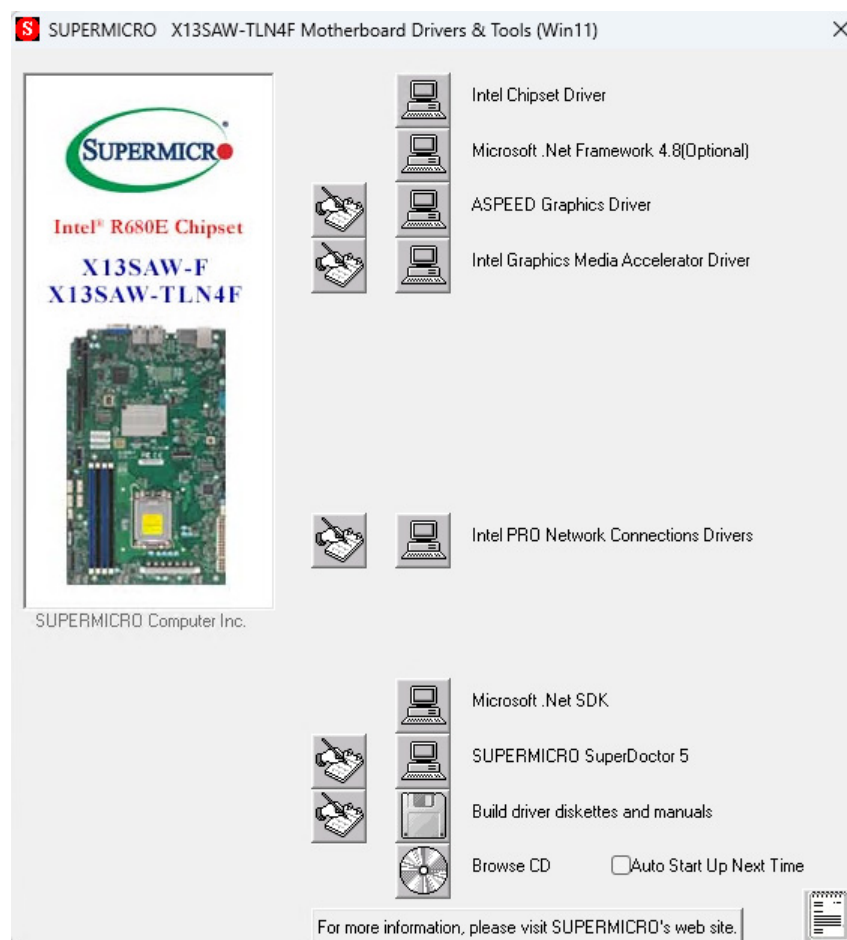 SUPERMICRO X13SAW-TLN4F Motherboard Drivers & Tools (Win11)
SUPERMICRO
Intel® R680E Chipset
X13SAW-F
X13SAW-TLN4F
SUPERMICRO Computer Inc.
Intel Chipset Driver
Microsoft .Net Framework 4.8(Optional)
ASPEED Graphics Driver
Intel Graphics Media Accelerator Driver
Intel PRO Network Connections Drivers
Microsoft .Net SDK
SUPERMICRO SuperDoctor 5
Build driver diskettes and manuals
Browse CD
Auto Start Up Next Time
For more information, please visit SUPERMICRO's web site.